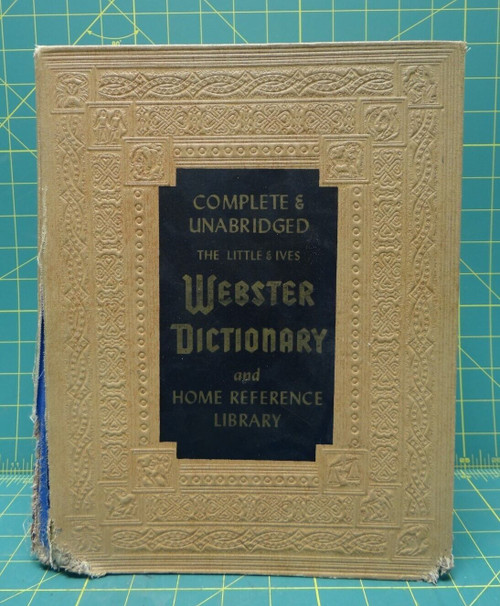 COMPLETE &
UNABRIDGED
THE LITTLE & IVES
WEBSTER
DICTIONARY
and
HOME REFERENCE
LIBRARY